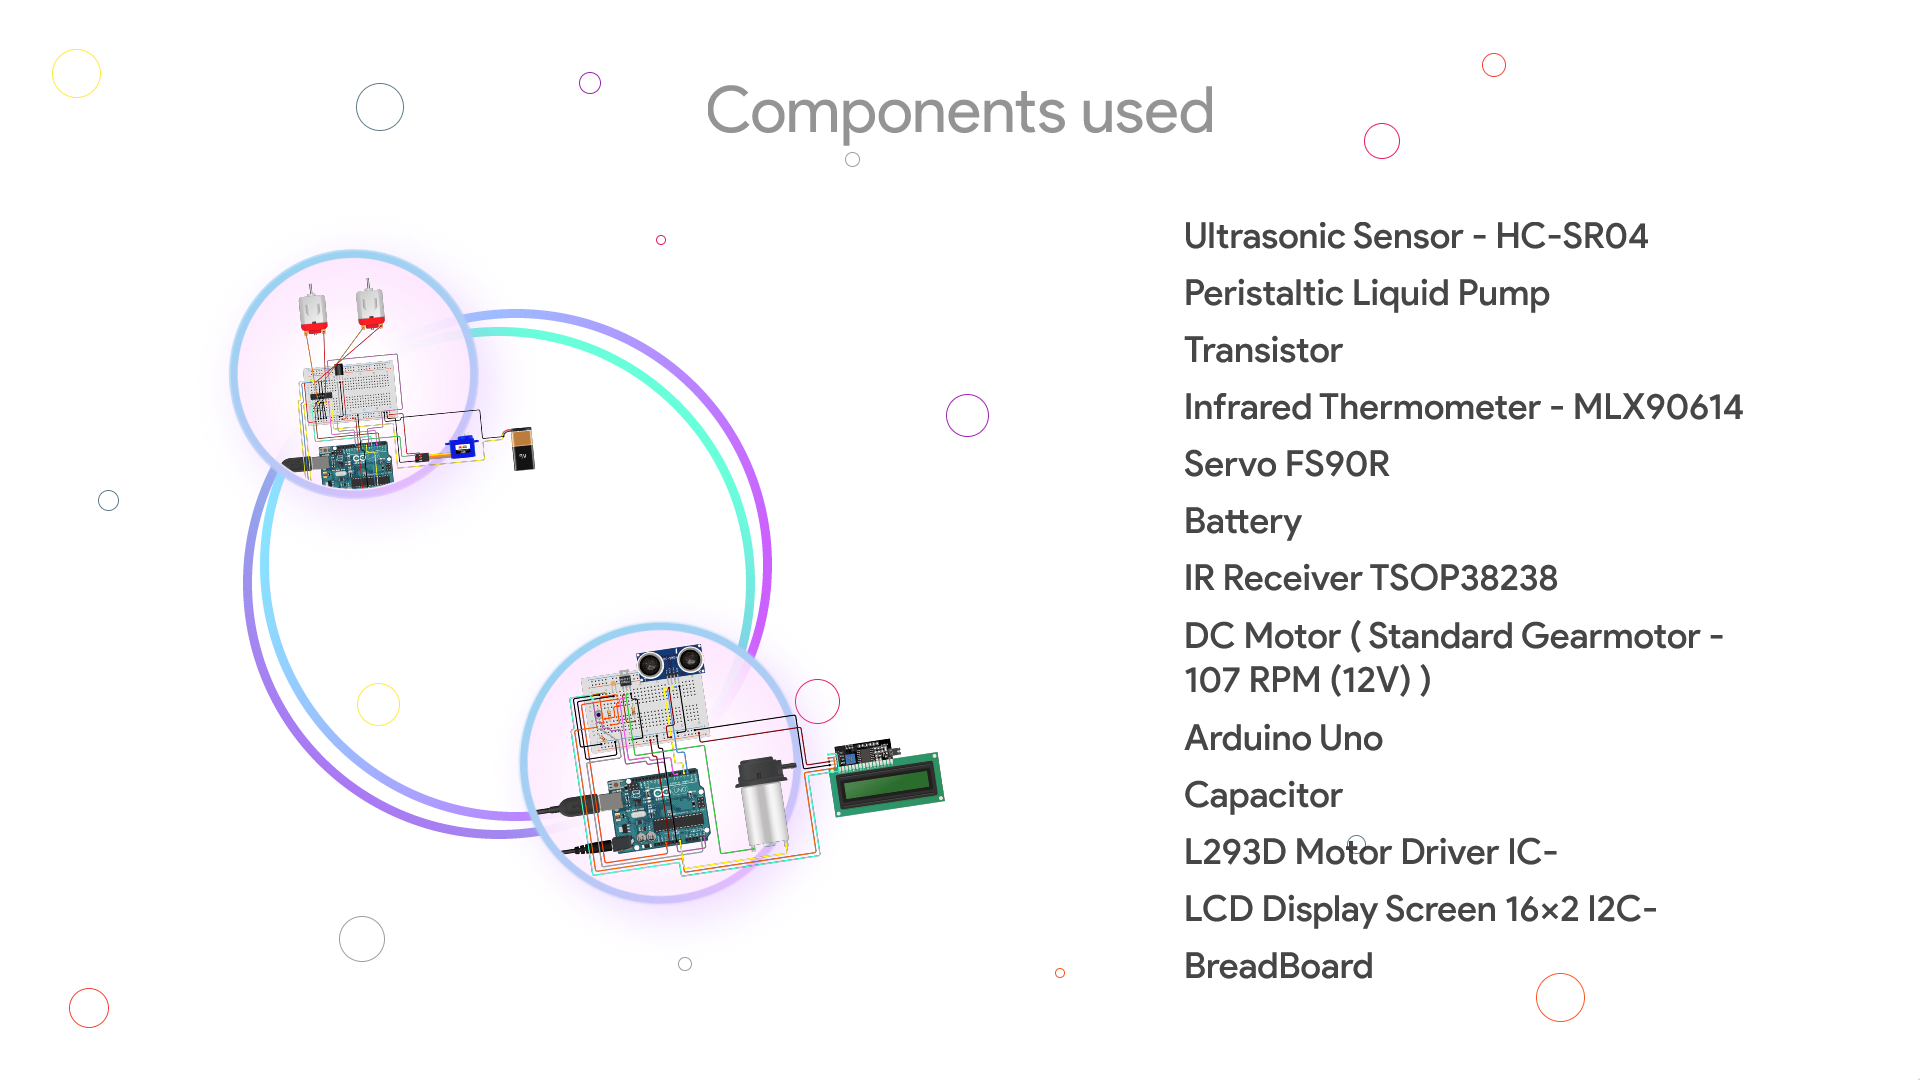 Components used
Ultrasonic Sensor - HC-SR04
Peristaltic Liquid Pump
Transistor
Infrared Thermometer - MLX90614
Servo FS90R
Battery
IR Receiver TSOP38238
DC Motor ( Standard Gearmotor -
107 RPM (12V) )
Arduino Uno
Capacitor
L293D Motor Driver IC-
LCD Display Screen 16×2 I2C-
BreadBoard